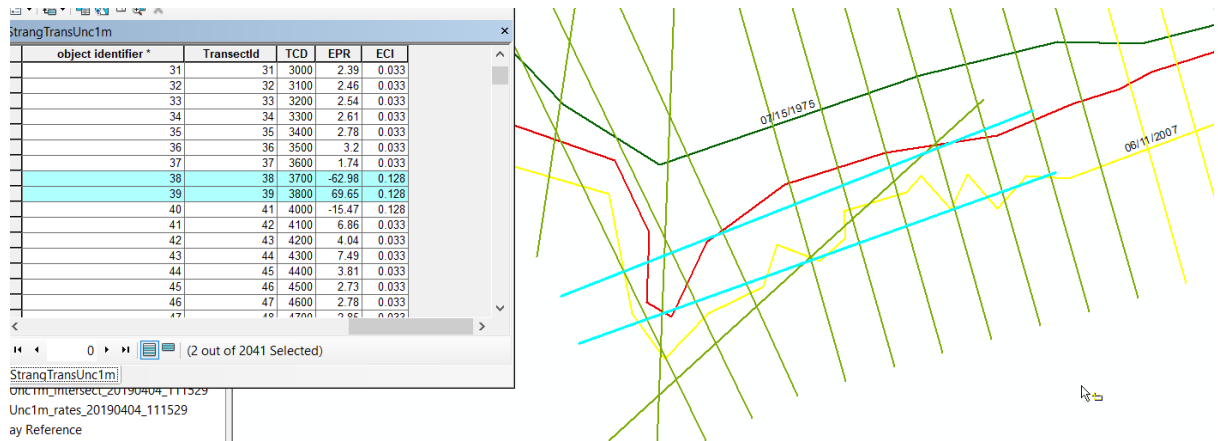 StrangTransUnc1m ×
object identifier * TransectId TCD EPR ECI
31 31 3000 2.39 0.033
32 32 3100 2.46 0.033
33 33 3200 2.54 0.033
34 34 3300 2.61 0.033
35 35 3400 2.78 0.033
36 36 3500 3.2 0.033
37 37 3600 1.74 0.033
38 38 3700 -62.98 0.128
39 39 3800 69.65 0.128
40 41 4000 -15.47 0.128
41 42 4100 6.86 0.033
42 43 4200 4.04 0.033
43 44 4300 7.49 0.033
44 45 4400 3.81 0.033
45 46 4500 2.73 0.033
46 47 4600 2.78 0.033
47 48 4700 2.85 0.033
0 (2 out of 2041 Selected)
StrangTransUnc1m
Unc1m_intersect_20190404_111529
Unc1m_rates_20190404_111529
ay Reference
07/15/1975
06/11/2007